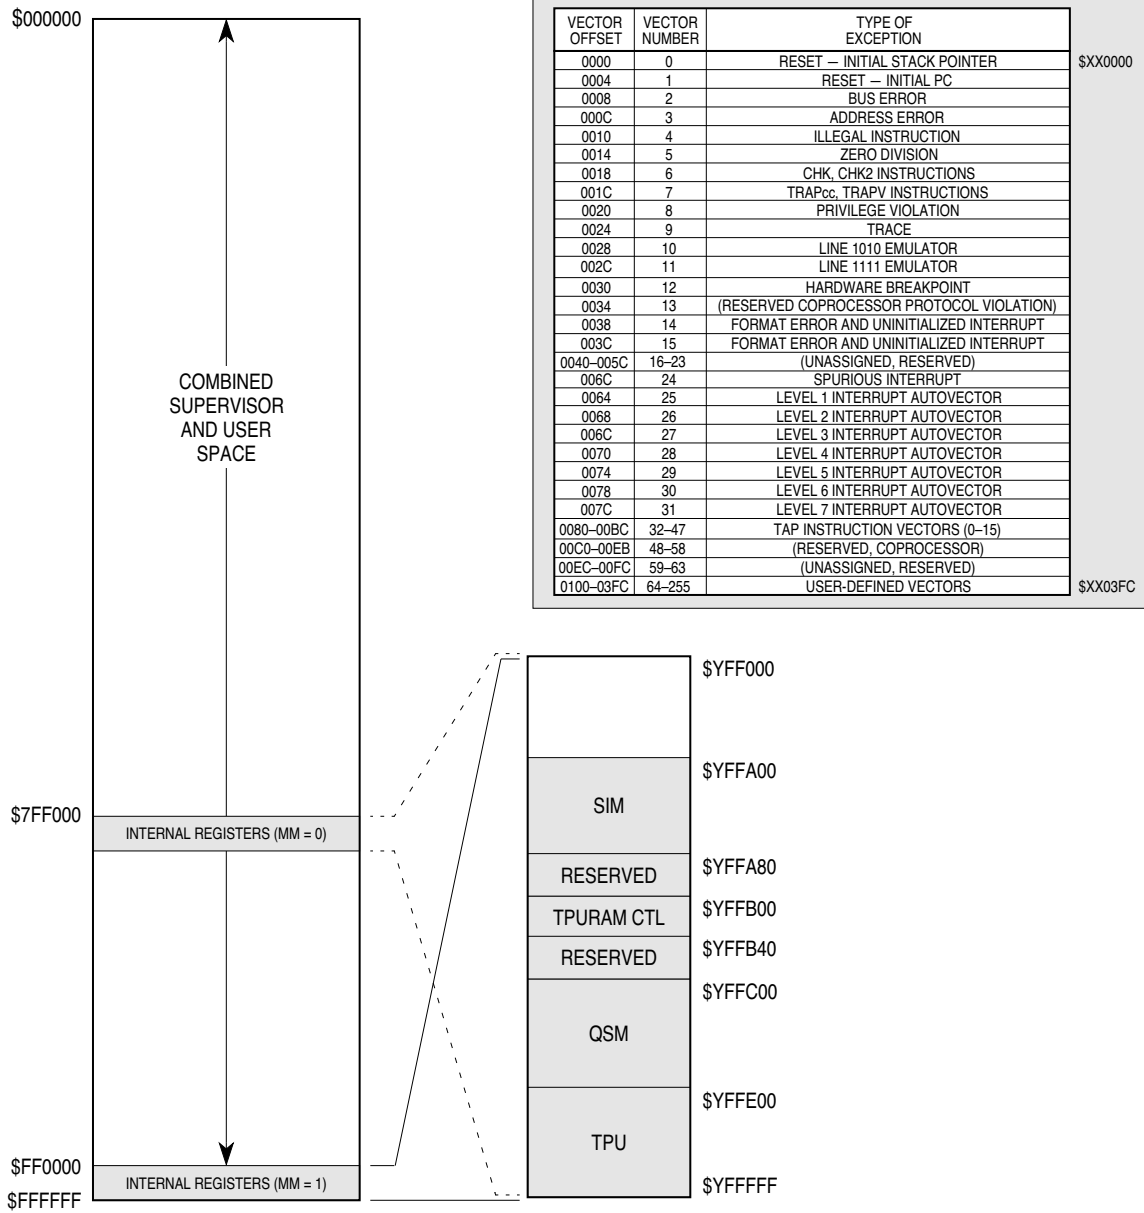 $000000
VECTOR OFFSET VECTOR NUMBER TYPE OF EXCEPTION
0000 0 RESET — INITIAL STACK POINTER $XX0000
0004 1 RESET — INITIAL PC
0008 2 BUS ERROR
000C 3 ADDRESS ERROR
0010 4 ILLEGAL INSTRUCTION
0014 5 ZERO DIVISION
0018 6 CHK, CHK2 INSTRUCTIONS
001C 7 TRAPcc, TRAPV INSTRUCTIONS
0020 8 PRIVILEGE VIOLATION
0024 9 TRACE
0028 10 LINE 1010 EMULATOR
002C 11 LINE 1111 EMULATOR
0030 12 HARDWARE BREAKPOINT
0034 13 (RESERVED COPROCESSOR PROTOCOL VIOLATION)
0038 14 FORMAT ERROR AND UNINITIALIZED INTERRUPT
003C 15 FORMAT ERROR AND UNINITIALIZED INTERRUPT
0040–005C 16–23 (UNASSIGNED, RESERVED)
006C 24 SPURIOUS INTERRUPT
0064 25 LEVEL 1 INTERRUPT AUTOVECTOR
0068 26 LEVEL 2 INTERRUPT AUTOVECTOR
006C 27 LEVEL 3 INTERRUPT AUTOVECTOR
0070 28 LEVEL 4 INTERRUPT AUTOVECTOR
0074 29 LEVEL 5 INTERRUPT AUTOVECTOR
0078 30 LEVEL 6 INTERRUPT AUTOVECTOR
007C 31 LEVEL 7 INTERRUPT AUTOVECTOR
0080–00BC 32–47 TAP INSTRUCTION VECTORS (0–15)
00C0–00EB 48–58 (RESERVED, COPROCESSOR)
00EC–00FC 59–63 (UNASSIGNED, RESERVED)
0100–03FC 64–255 USER-DEFINED VECTORS $XX03FC
COMBINED
SUPERVISOR
AND USER
SPACE
$7FF000
INTERNAL REGISTERS (MM = 0)
$FF0000
INTERNAL REGISTERS (MM = 1)
$FFFFFF
$YFF000
$YFFA00
SIM
$YFFA80
RESERVED
$YFFB00
TPURAM CTL
$YFFB40
RESERVED
$YFFC00
QSM
$YFFE00
TPU
$YFFFFF